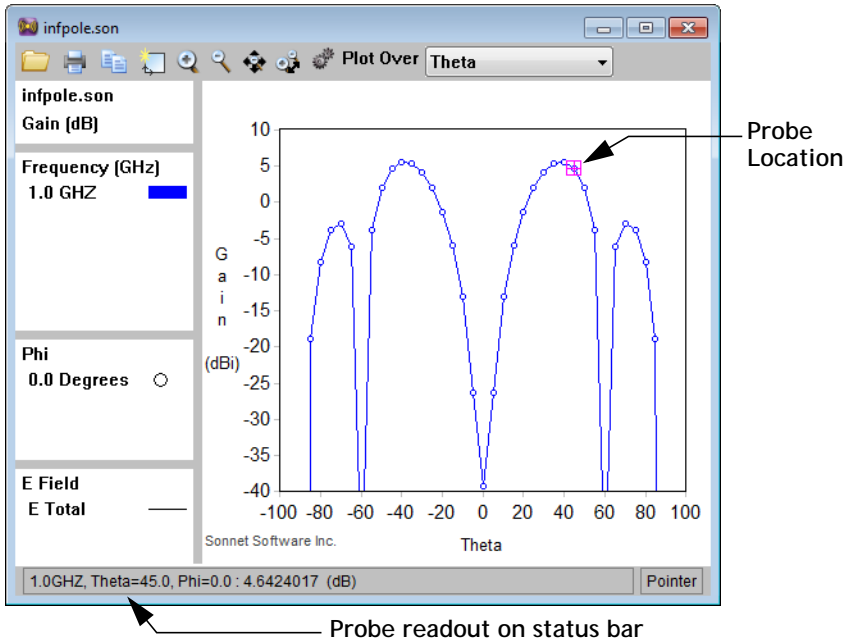 infpole.son
Plot Over Theta
infpole.son
Gain (dB)
Frequency (GHz)
1.0 GHZ
Phi
0.0 Degrees
E Field
E Total
10
5
0
-5
-10
-15
-20
-25
-30
-35
-40
G
a
i
n
(dBi)
-100 -80 -60 -40 -20 0 20 40 60 80 100
Sonnet Software Inc.
Theta
Probe
Location
1.0GHZ, Theta=45.0, Phi=0.0 : 4.6424017 (dB)
Pointer
Probe readout on status bar